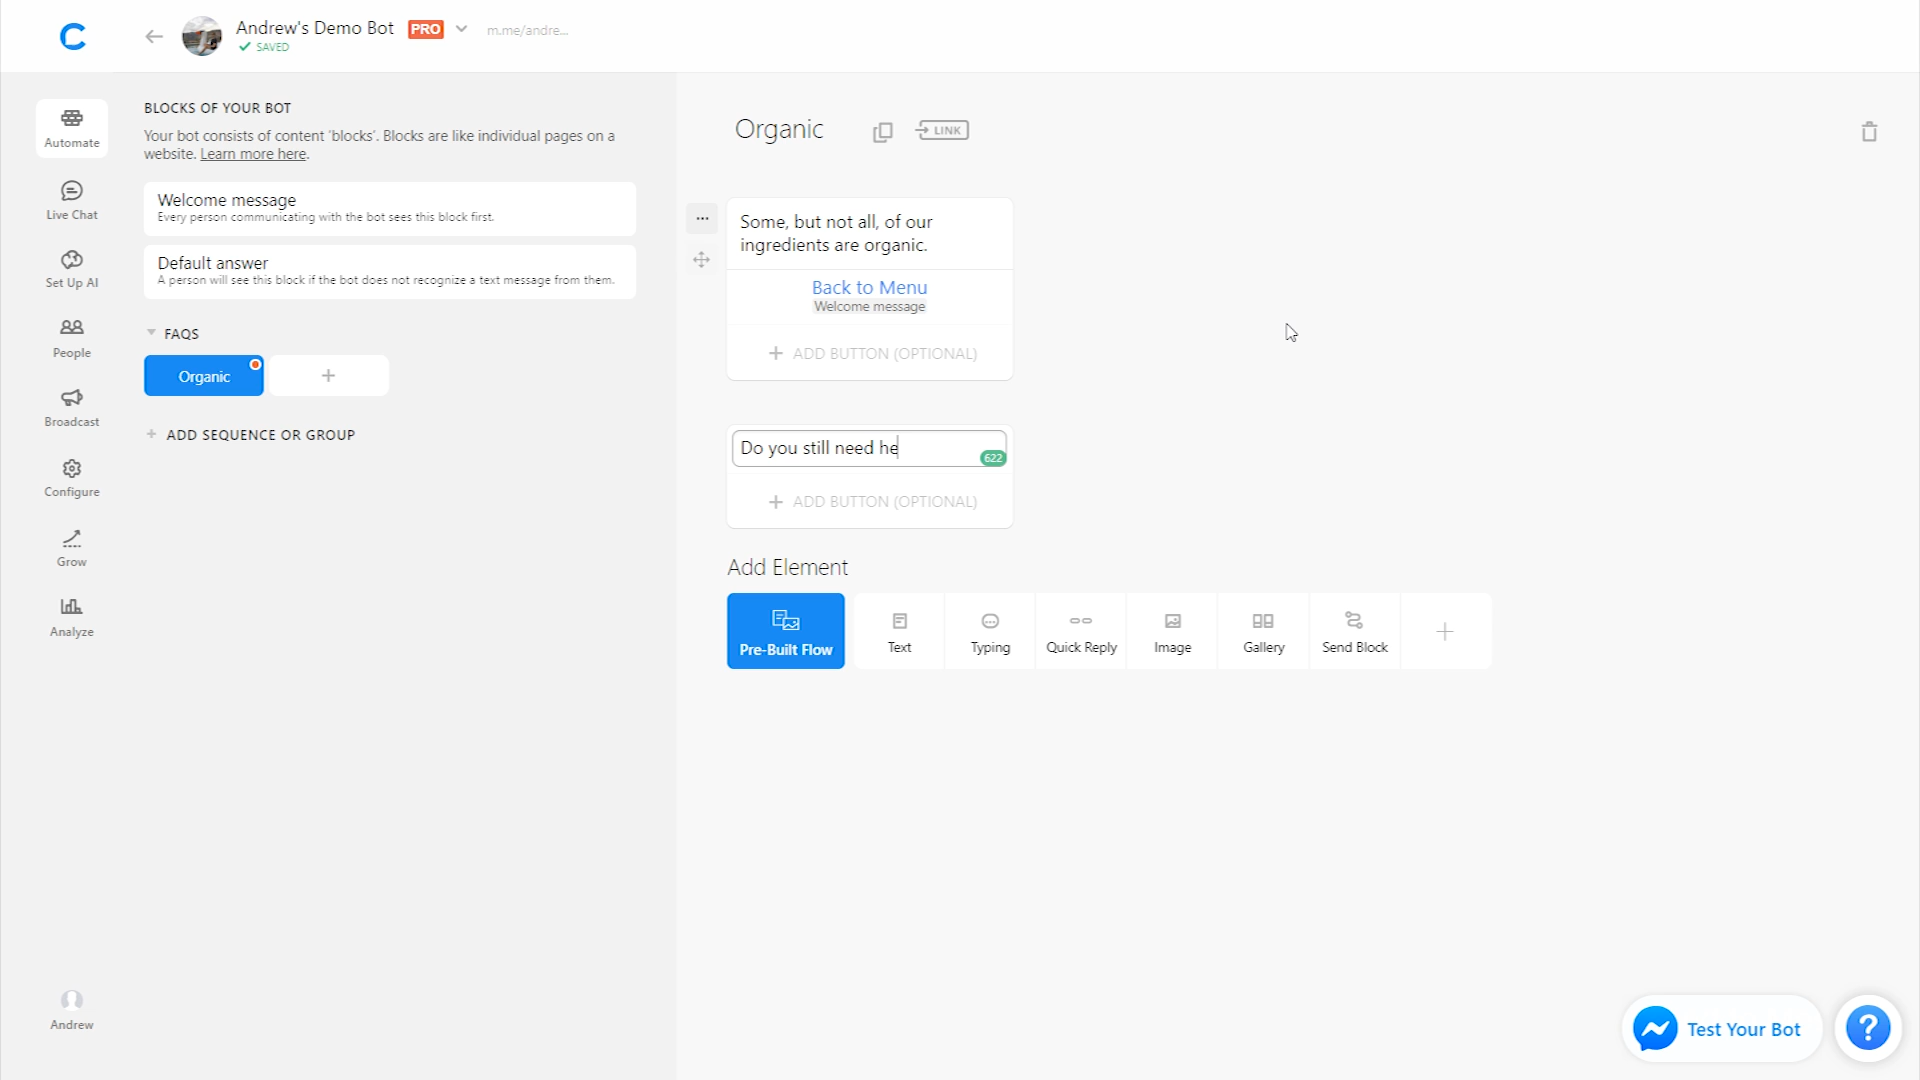 Andrew's Demo Bot PRO m.me/andre...
SAVED
Automate
Live Chat
Set Up AI
People
Broadcast
Configure
Grow
Analyze
Andrew
BLOCKS OF YOUR BOT
Your bot consists of content 'blocks'. Blocks are like individual pages on a
website. Learn more here.
Welcome message
Every person communicating with the bot sees this block first.
Default answer
A person will see this block if the bot does not recognize a text message from them.
FAQS
Organic +
+ ADD SEQUENCE OR GROUP
Organic LINK
Some, but not all, of our
ingredients are organic.
Back to Menu
Welcome message
+ ADD BUTTON (OPTIONAL)
Do you still need he
622
+ ADD BUTTON (OPTIONAL)
Add Element
Pre-Built Flow Text Typing Quick Reply Image Gallery Send Block +
Test Your Bot ?